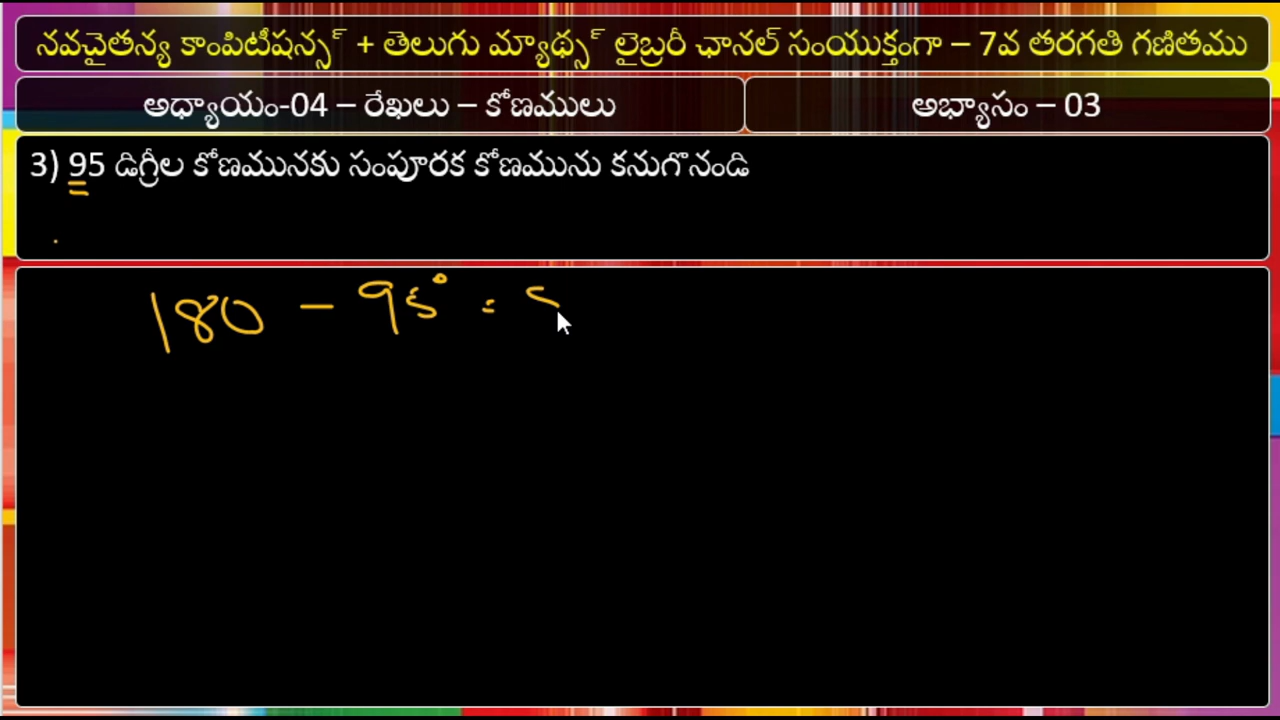 నవచైతన్య కాంపిటీషన్స్ + తెలుగు మ్యాథ్స్ లైబ్రరీ ఛానల్ సంయుక్తంగా – 7వ తరగతి గణితము
అధ్యాయం-04 – రేఖలు – కోణములు
అభ్యాసం – 03
3) 95 డిగ్రీల కోణమునకు సంపూరక కోణమును కనుగొనండి
180 – 95° =